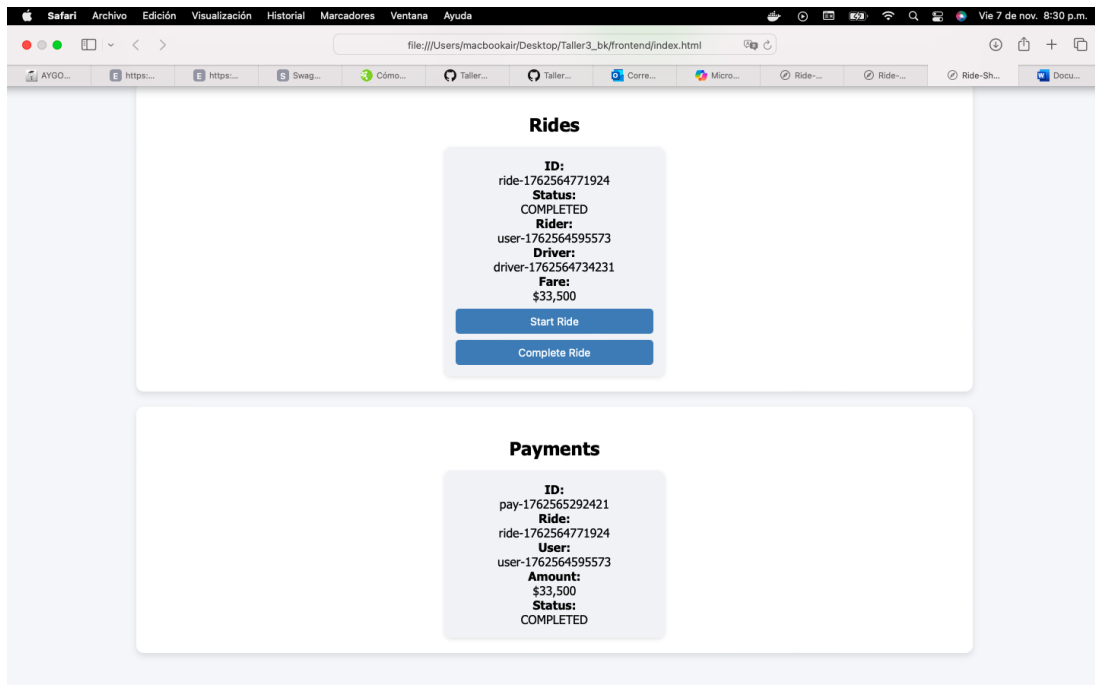 Safari Archivo Edición Visualización Historial Marcadores Ventana Ayuda Vie 7 de nov. 8:30 p.m.
file:///Users/macbookair/Desktop/Taller3_bk/frontend/index.html
AYGO... E https:... E https:... S Swag... Cómo... Taller... Taller... Corre... Micro... Ride-... Ride-... Ride-Sh... Docu...
Rides
ID:
ride-1762564771924
Status:
COMPLETED
Rider:
user-1762564595573
Driver:
driver-1762564734231
Fare:
$33,500
Start Ride
Complete Ride
Payments
ID:
pay-1762565292421
Ride:
ride-1762564771924
User:
user-1762564595573
Amount:
$33,500
Status:
COMPLETED